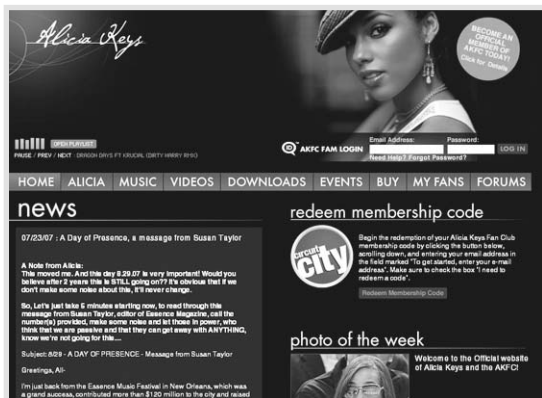 Alicia Keys
BECOME AN
OFFICIAL
MEMBER OF
AKFC TODAY!
Click for Details
OPEN PLAYLIST
PAUSE / PREV / NEXT : DRAGON DAYS FT KRUCIAL (DIRTY HARRY RMX)
AKFC FAM LOGIN
Email Address:
Password:
LOG IN
Need Help? Forgot Password?
HOME ALICIA MUSIC VIDEOS DOWNLOADS EVENTS BUY MY FANS FORUMS
news
07/23/07 : A Day of Presence, a message from Susan Taylor
A Note from Alicia:
This moved me. And this day 8.29.07 is very important! Would you
believe after 2 years this is STILL going on?? It's obvious that if we
don't make some noise about this, it'll never change.
So, Let's just take 5 minutes starting now, to read through this
message from Susan Taylor, editor of Essence Magazine, call the
number(s) provided, make some noise and let those in power, who
think that we are passive and that they can get away with ANYTHING,
know we're not going for this....
Subject: 8/29 - A DAY OF PRESENCE - Message from Susan Taylor
Greetings, All-
I'm just back from the Essence Music Festival in New Orleans, which was
a grand success, contributed more than $120 million to the city and raised
redeem membership code
circuit
city
Begin the redemption of your Alicia Keys Fan Club
membership code by clicking the button below,
scrolling down, and entering your email address in
the field marked "To get started, enter your e-mail
address". Make sure to check the box "I need to
redeem a code".
Redeem Membership Code
photo of the week
Welcome to the Official website
of Alicia Keys and the AKFC!